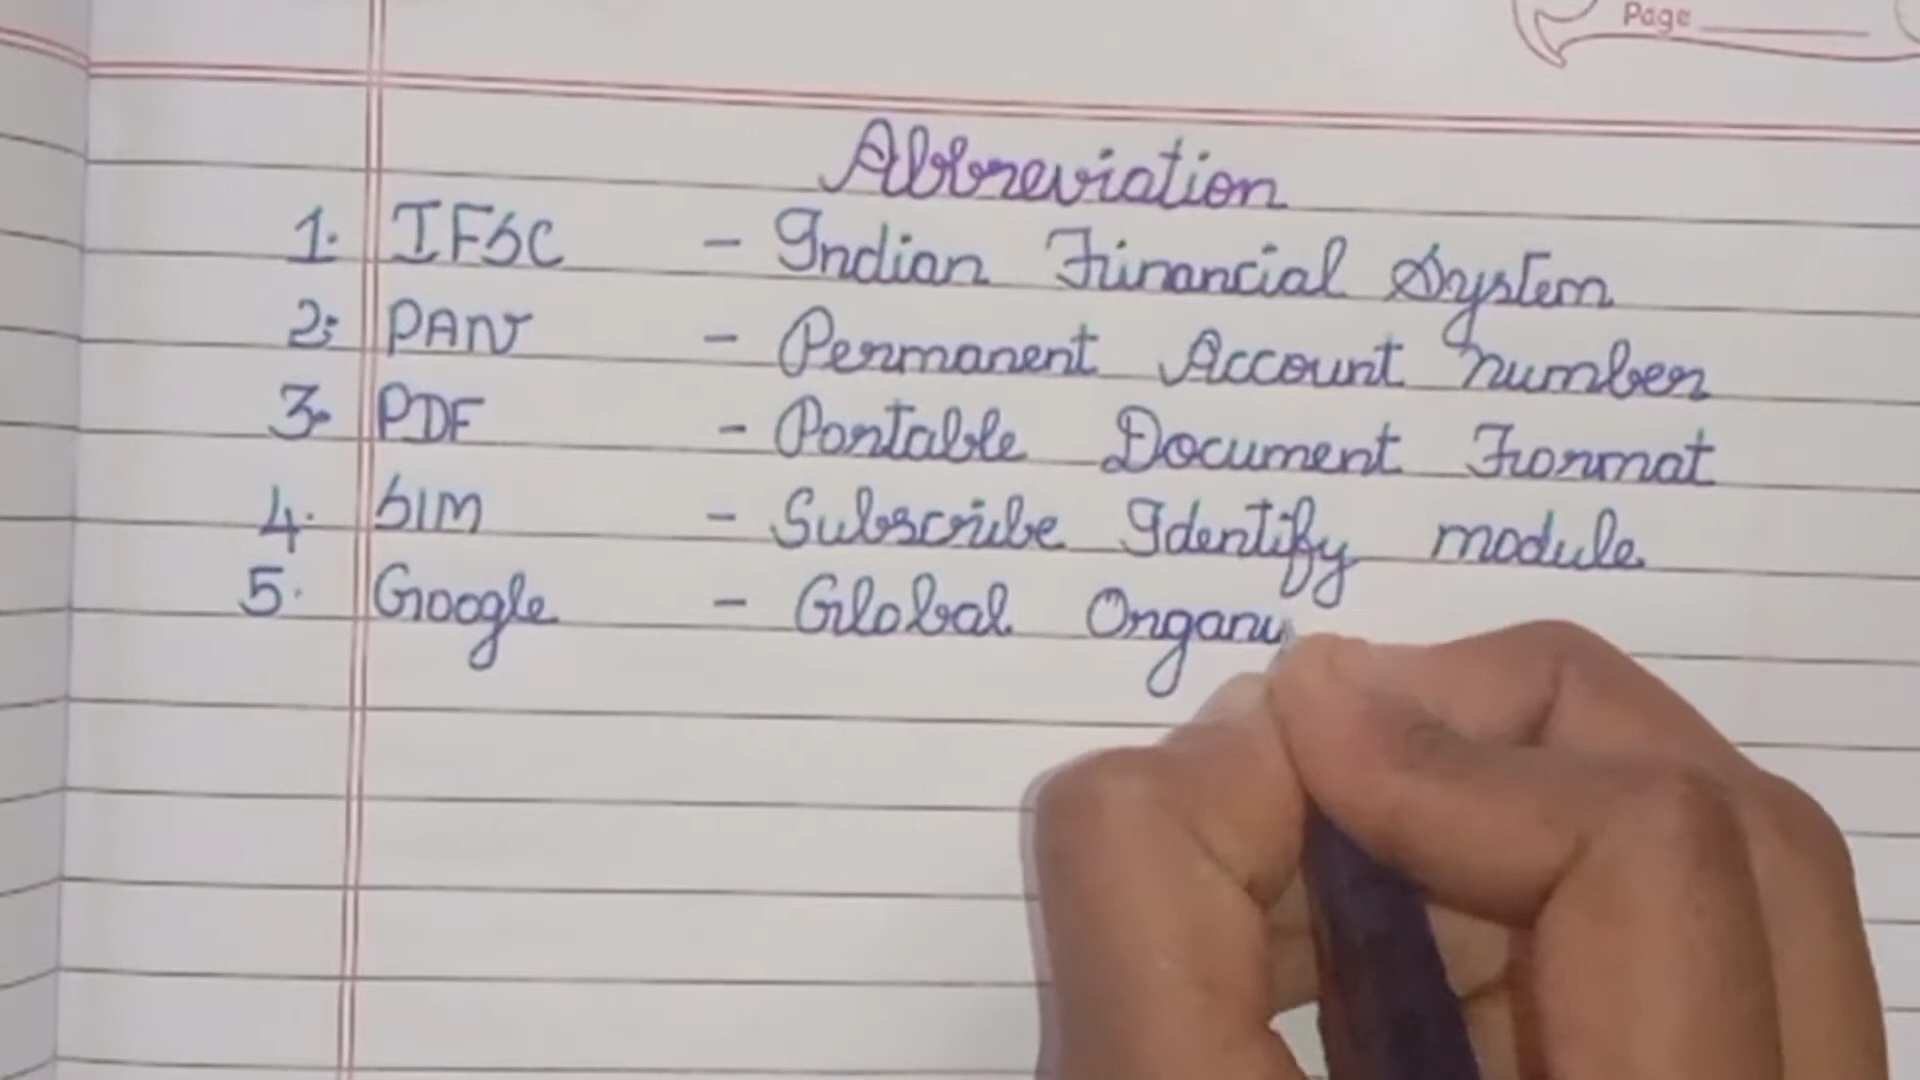 Page
Abbreviation
1. IFSC - Indian Financial System
2. PAN - Permanent Account number
3. PDF - Portable Document Format
4. SIM - Subscribe Identify module
5. Google - Global